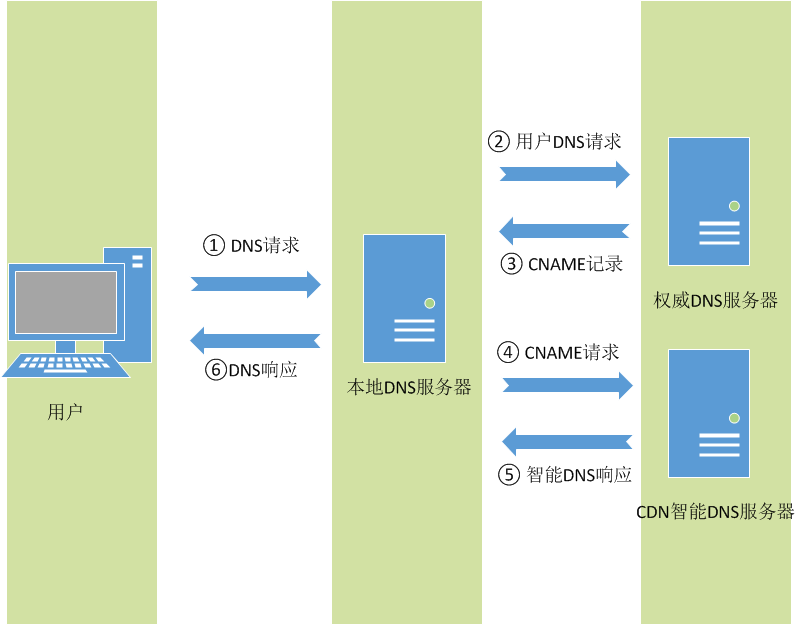 ② 用户DNS请求
① DNS请求
③ CNAME记录
权威DNS服务器
④ CNAME请求
⑥DNS响应
本地DNS服务器
用户
⑤ 智能DNS响应
CDN智能DNS服务器